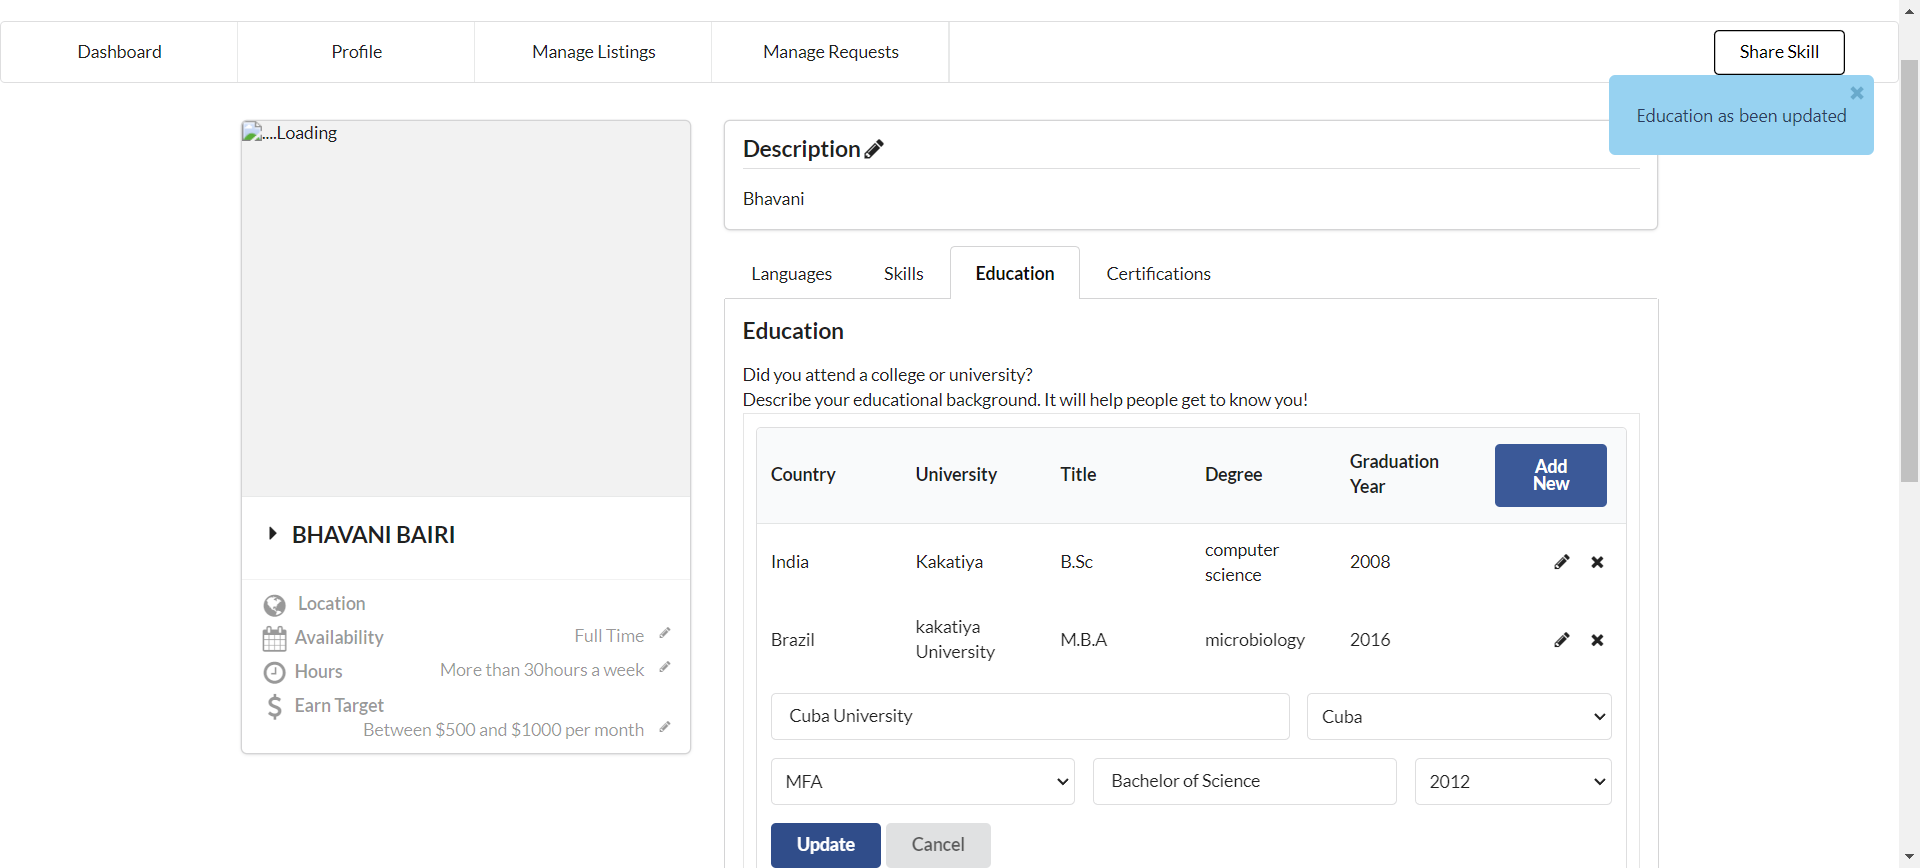 Dashboard
Profile
Manage Listings
Manage Requests
Share Skill
Education as been updated
....Loading
BHAVANI BAIRI
Location
Availability
Full Time
Hours
More than 30hours a week
Earn Target
Between $500 and $1000 per month
Description
Bhavani
Languages
Skills
Education
Certifications
Education
Did you attend a college or university?
Describe your educational background. It will help people get to know you!
Country
University
Title
Degree
Graduation
Year
Add
New
India
Kakatiya
B.Sc
computer
science
2008
Brazil
kakatiya
University
M.B.A
microbiology
2016
Cuba University
Cuba
MFA
Bachelor of Science
2012
Update
Cancel